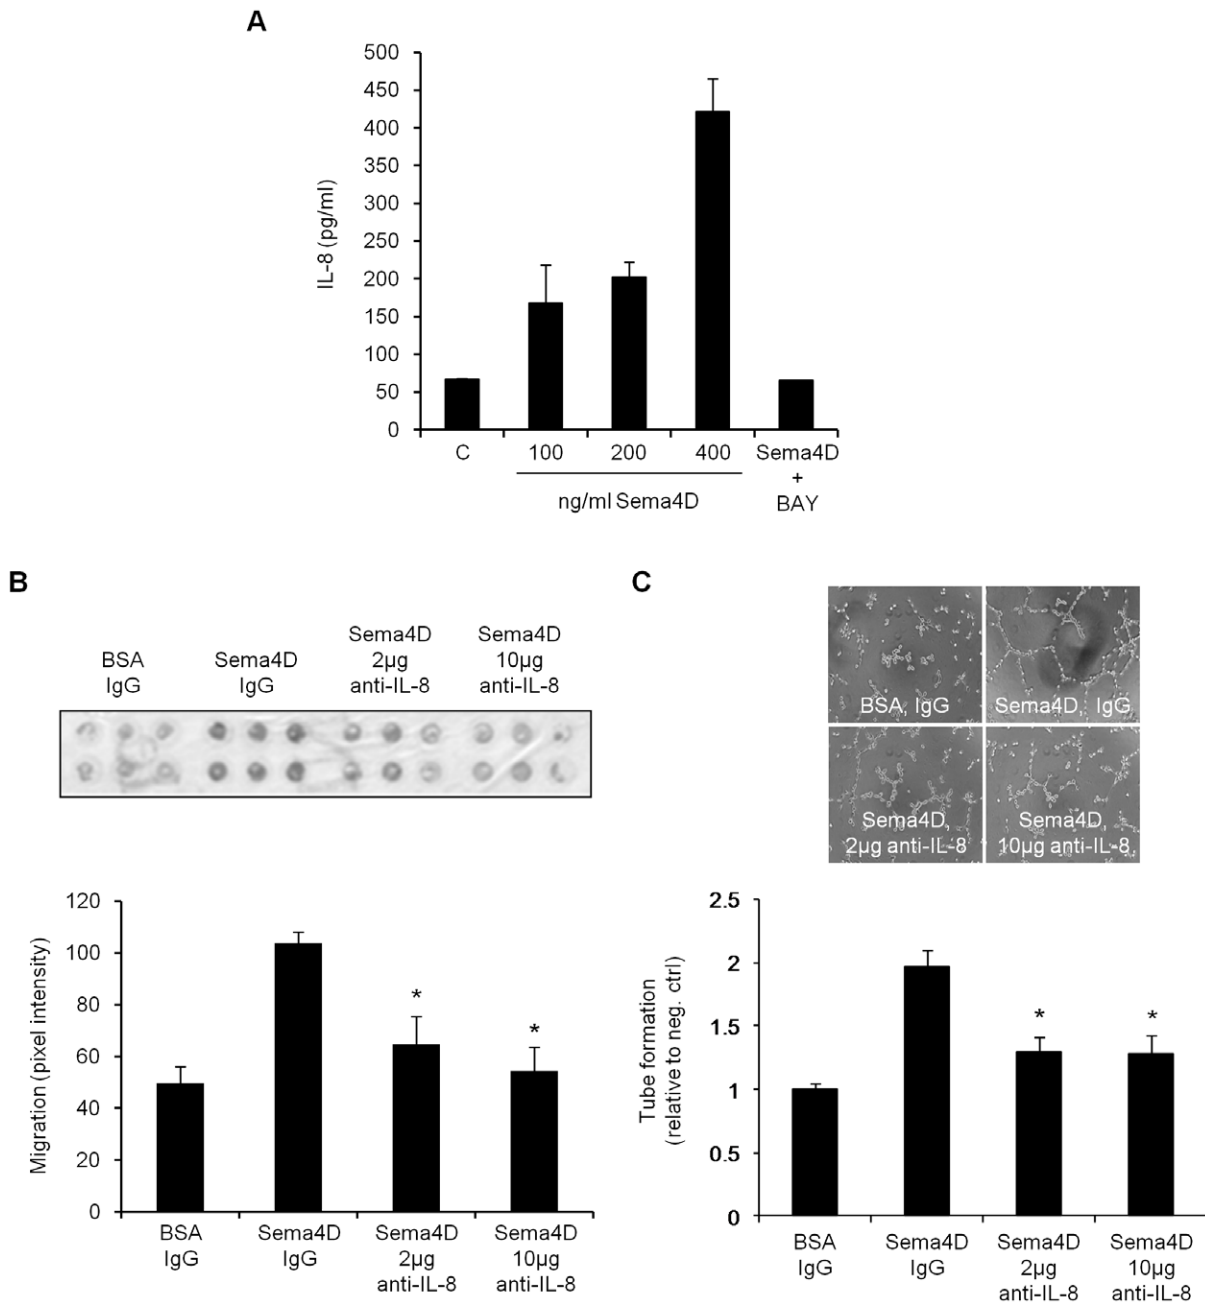 A
500
450
400
350
300
250
200
150
100
50
0
IL-8 (pg/ml)
C
100
200
400
Sema4D
+
BAY
ng/ml Sema4D
B
BSA
IgG
Sema4D
IgG
Sema4D
2µg
anti-IL-8
Sema4D
10µg
anti-IL-8
120
100
80
60
40
20
0
Migration (pixel intensity)
*
*
BSA
IgG
Sema4D
IgG
Sema4D
2µg
anti-IL-8
Sema4D
10µg
anti-IL-8
C
BSA, IgG
Sema4D, IgG
Sema4D,
2µg anti-IL-8
Sema4D
10µg anti-IL-8
2.5
2
1.5
1
0.5
0
Tube formation
(relative to neg. ctrl)
*
*
BSA
IgG
Sema4D
IgG
Sema4D
2µg
anti-IL-8
Sema4D
10µg
anti-IL-8